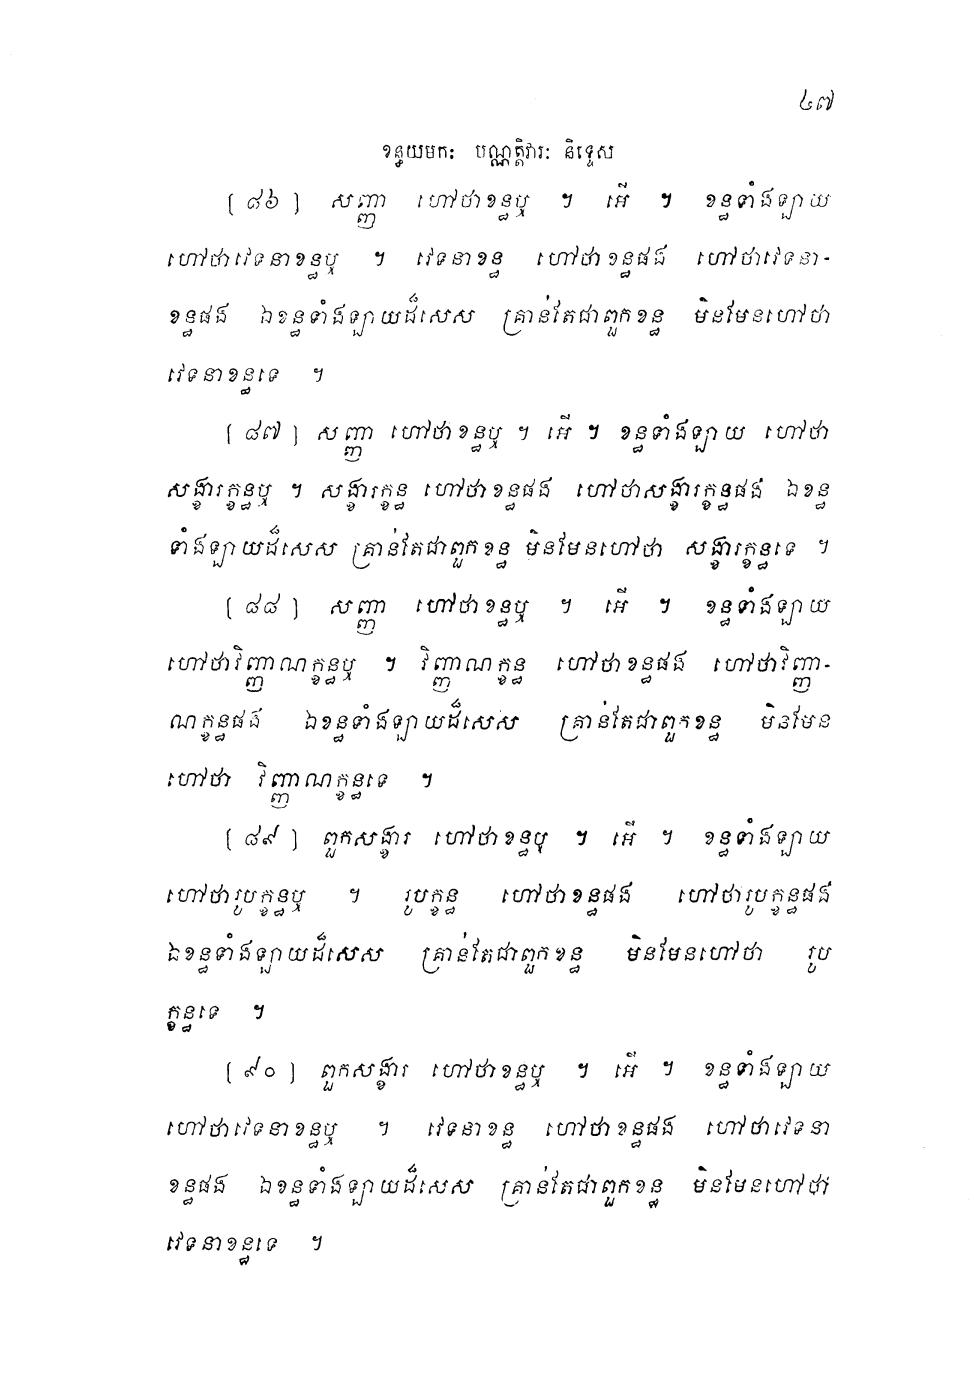 ៤៧
ខន្ធយមកៈ បណ្ណត្តិវារៈ និទ្ទេស
[ ៨៦ ] សញ្ញា ហៅថាខន្ធឬ ។ អើ ។ ខន្ធទាំងឡាយ
ហៅថាវេទនាខន្ធឬ ។ វេទនាខន្ធ ហៅថាខន្ធផង ហៅថាវេទនា-
ខន្ធផង ឯខន្ធទាំងឡាយដ៏សេស គ្រាន់តែជាពួកខន្ធ មិនមែនហៅថា
វេទនាខន្ធទេ ។
[ ៨៧ ] សញ្ញា ហៅថាខន្ធឬ ។ អើ ។ ខន្ធទាំងឡាយ ហៅថា
សង្ខារក្ខន្ធឬ ។ សង្ខារក្ខន្ធ ហៅថាខន្ធផង ហៅថាសង្ខារក្ខន្ធផង ឯខន្ធ
ទាំងឡាយដ៏សេស គ្រាន់តែជាពួកខន្ធ មិនមែនហៅថា សង្ខារក្ខន្ធទេ ។
[ ៨៨ ] សញ្ញា ហៅថាខន្ធឬ ។ អើ ។ ខន្ធទាំងឡាយ
ហៅថាវិញ្ញាណក្ខន្ធឬ ។ វិញ្ញាណក្ខន្ធ ហៅថាខន្ធផង ហៅថាវិញ្ញា-
ណក្ខន្ធផង ឯខន្ធទាំងឡាយដ៏សេស គ្រាន់តែជាពួកខន្ធ មិនមែន
ហៅថា វិញ្ញាណក្ខន្ធទេ ។
[ ៨៩ ] ពួកសង្ខារ ហៅថាខន្ធឬ ។ អើ ។ ខន្ធទាំងឡាយ
ហៅថារូបក្ខន្ធឬ ។ រូបក្ខន្ធ ហៅថាខន្ធផង ហៅថារូបក្ខន្ធផង
ឯខន្ធទាំងឡាយដ៏សេស គ្រាន់តែជាពួកខន្ធ មិនមែនហៅថា រូប
ក្ខន្ធទេ ។
[ ៩០ ] ពួកសង្ខារ ហៅថាខន្ធឬ ។ អើ ។ ខន្ធទាំងឡាយ
ហៅថាវេទនាខន្ធឬ ។ វេទនាខន្ធ ហៅថាខន្ធផង ហៅថាវេទនា
ខន្ធផង ឯខន្ធទាំងឡាយដ៏សេស គ្រាន់តែជាពួកខន្ធ មិនមែនហៅថា
វេទនាខន្ធទេ ។